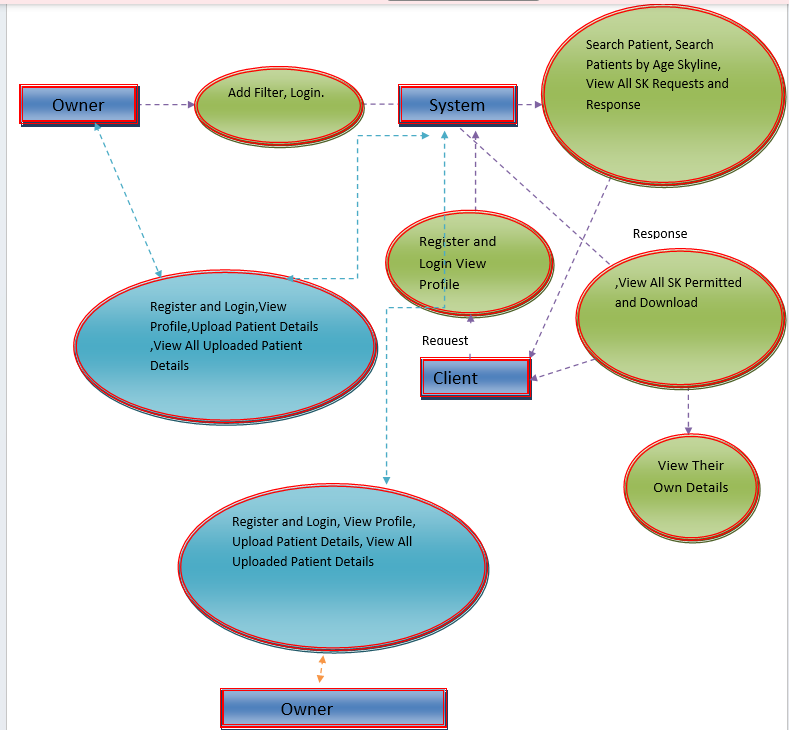 Owner
Add Filter, Login.
System
Search Patient, Search
Patients by Age Skyline,
View All SK Requests and
Response
Register and
Login View
Profile
Response
,View All SK Permitted
and Download
Register and Login,View
Profile,Upload Patient Details
,View All Uploaded Patient
Details
Request
Client
View Their
Own Details
Register and Login, View Profile,
Upload Patient Details, View All
Uploaded Patient Details
Owner